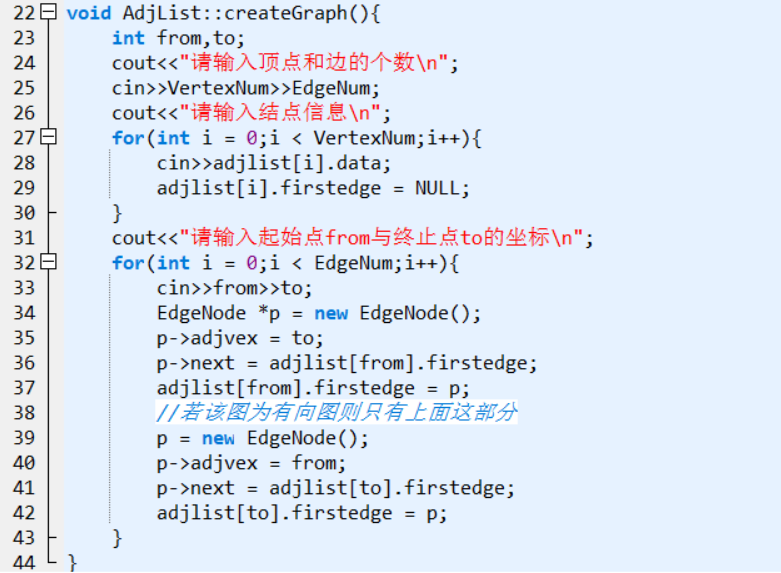 22 void AdjList::createGraph(){
23     int from,to;
24     cout<<"请输入顶点和边的个数\n";
25     cin>>VertexNum>>EdgeNum;
26     cout<<"请输入结点信息\n";
27     for(int i = 0;i < VertexNum;i++){
28         cin>>adjlist[i].data;
29         adjlist[i].firstedge = NULL;
30     }
31     cout<<"请输入起始点from与终止点to的坐标\n";
32     for(int i = 0;i < EdgeNum;i++){
33         cin>>from>>to;
34         EdgeNode *p = new EdgeNode();
35         p->adjvex = to;
36         p->next = adjlist[from].firstedge;
37         adjlist[from].firstedge = p;
38         //若该图为有向图则只有上面这部分
39         p = new EdgeNode();
40         p->adjvex = from;
41         p->next = adjlist[to].firstedge;
42         adjlist[to].firstedge = p;
43     }
44 }